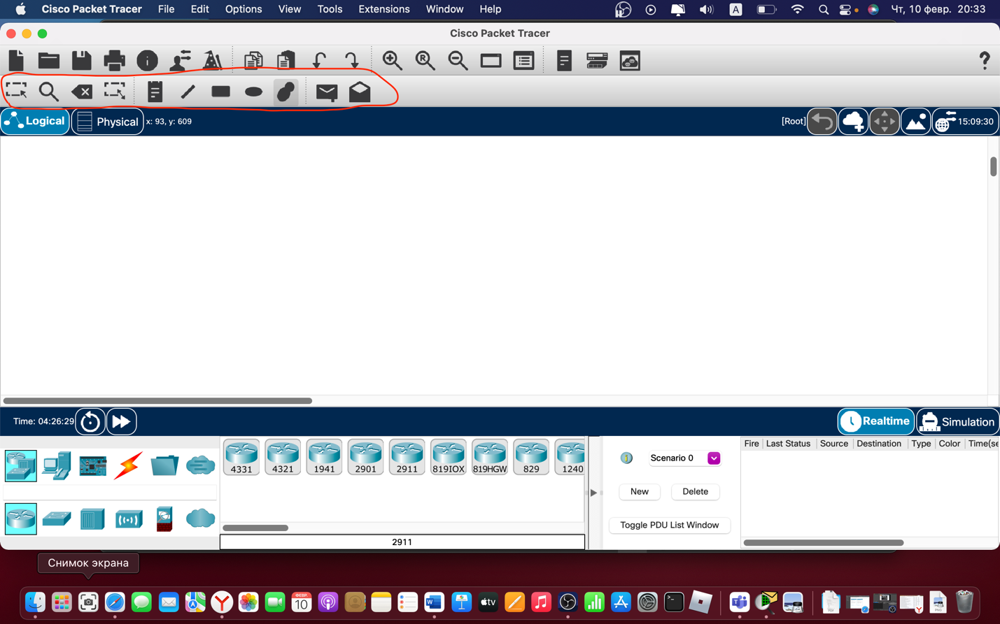 Cisco Packet Tracer File Edit Options View Tools Extensions Window Help A Чт, 10 февр. 20:33
Cisco Packet Tracer
Logical Physical x: 93, y: 609 [Root] 15:09:30
Time: 04:26:29 Realtime Simulation
4331 4321 1941 2901 2911 819IOX 819HGW 829 1240
2911
Scenario 0
New Delete
Toggle PDU List Window
Fire Last Status Source Destination Type Color Time(se
Снимок экрана
ФЕВР.
10
tv